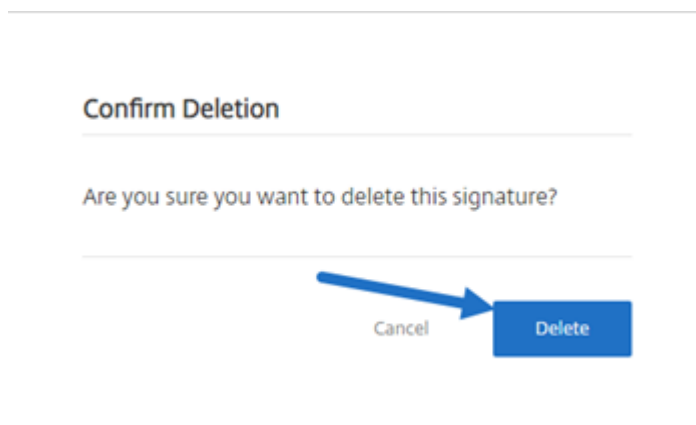 Confirm Deletion
Are you sure you want to delete this signature?
Cancel
Delete